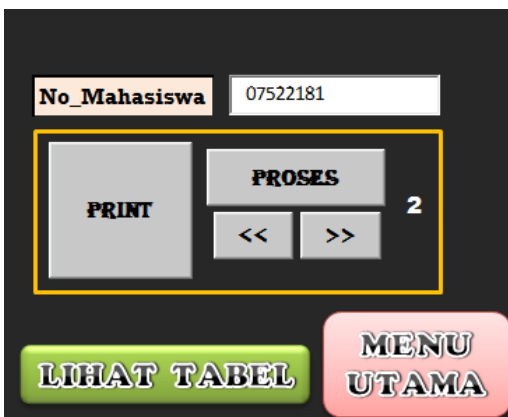 No_Mahasiswa 07522181
PRINT
PROSES
<< >>
2
LIHAT TABEL
MENU
UTAMA